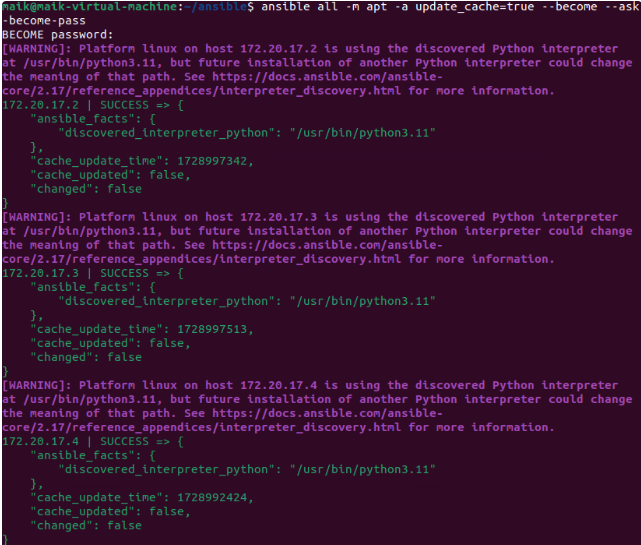 maik@maik-virtual-machine:~/ansible$ ansible all -m apt -a update_cache=true --become --ask
-become-pass
BECOME password:
[WARNING]: Platform linux on host 172.20.17.2 is using the discovered Python interpreter
at /usr/bin/python3.11, but future installation of another Python interpreter could change
the meaning of that path. See https://docs.ansible.com/ansible-
core/2.17/reference_appendices/interpreter_discovery.html for more information.
172.20.17.2 | SUCCESS => {
    "ansible_facts": {
        "discovered_interpreter_python": "/usr/bin/python3.11"
    },
    "cache_update_time": 1728997342,
    "cache_updated": false,
    "changed": false
}
[WARNING]: Platform linux on host 172.20.17.3 is using the discovered Python interpreter
at /usr/bin/python3.11, but future installation of another Python interpreter could change
the meaning of that path. See https://docs.ansible.com/ansible-
core/2.17/reference_appendices/interpreter_discovery.html for more information.
172.20.17.3 | SUCCESS => {
    "ansible_facts": {
        "discovered_interpreter_python": "/usr/bin/python3.11"
    },
    "cache_update_time": 1728997513,
    "cache_updated": false,
    "changed": false
}
[WARNING]: Platform linux on host 172.20.17.4 is using the discovered Python interpreter
at /usr/bin/python3.11, but future installation of another Python interpreter could change
the meaning of that path. See https://docs.ansible.com/ansible-
core/2.17/reference_appendices/interpreter_discovery.html for more information.
172.20.17.4 | SUCCESS => {
    "ansible_facts": {
        "discovered_interpreter_python": "/usr/bin/python3.11"
    },
    "cache_update_time": 1728992424,
    "cache_updated": false,
    "changed": false
}